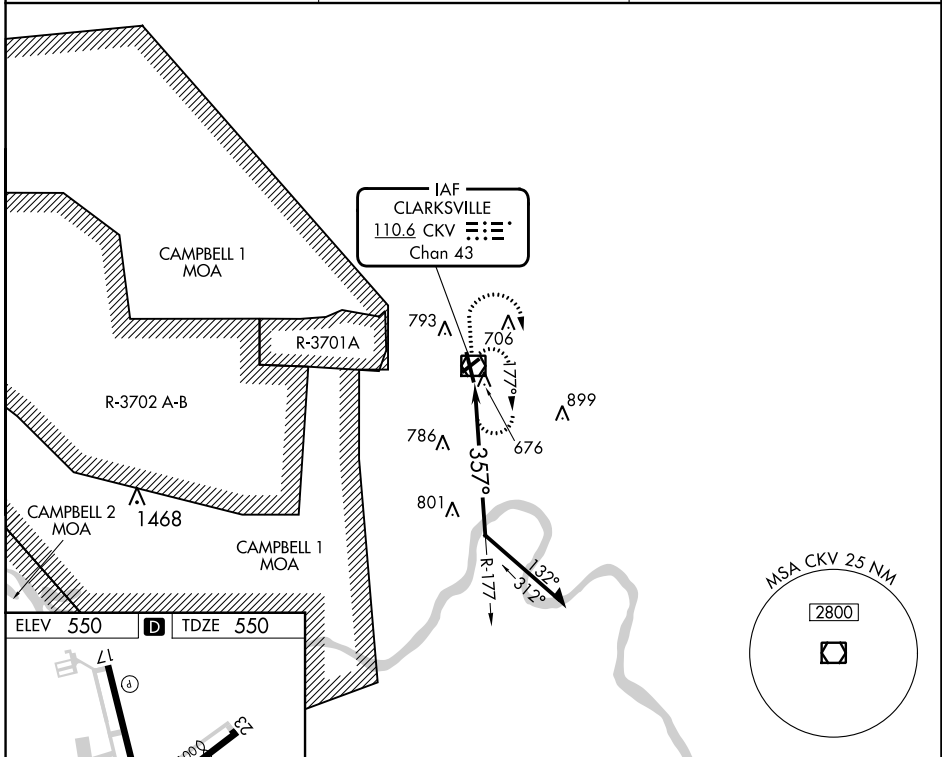 IAF
CLARKSVILLE
110.6 CKV
Chan 43
CAMPBELL 1
MOA
R-3701A
793
706
R-3702 A-B
177°
899
786
676
357°
801
1468
CAMPBELL 2
MOA
CAMPBELL 1
MOA
R-177
132°
312°
MSA CKV 25 NM
2800
ELEV 550 D TDZE 550
17
P
23